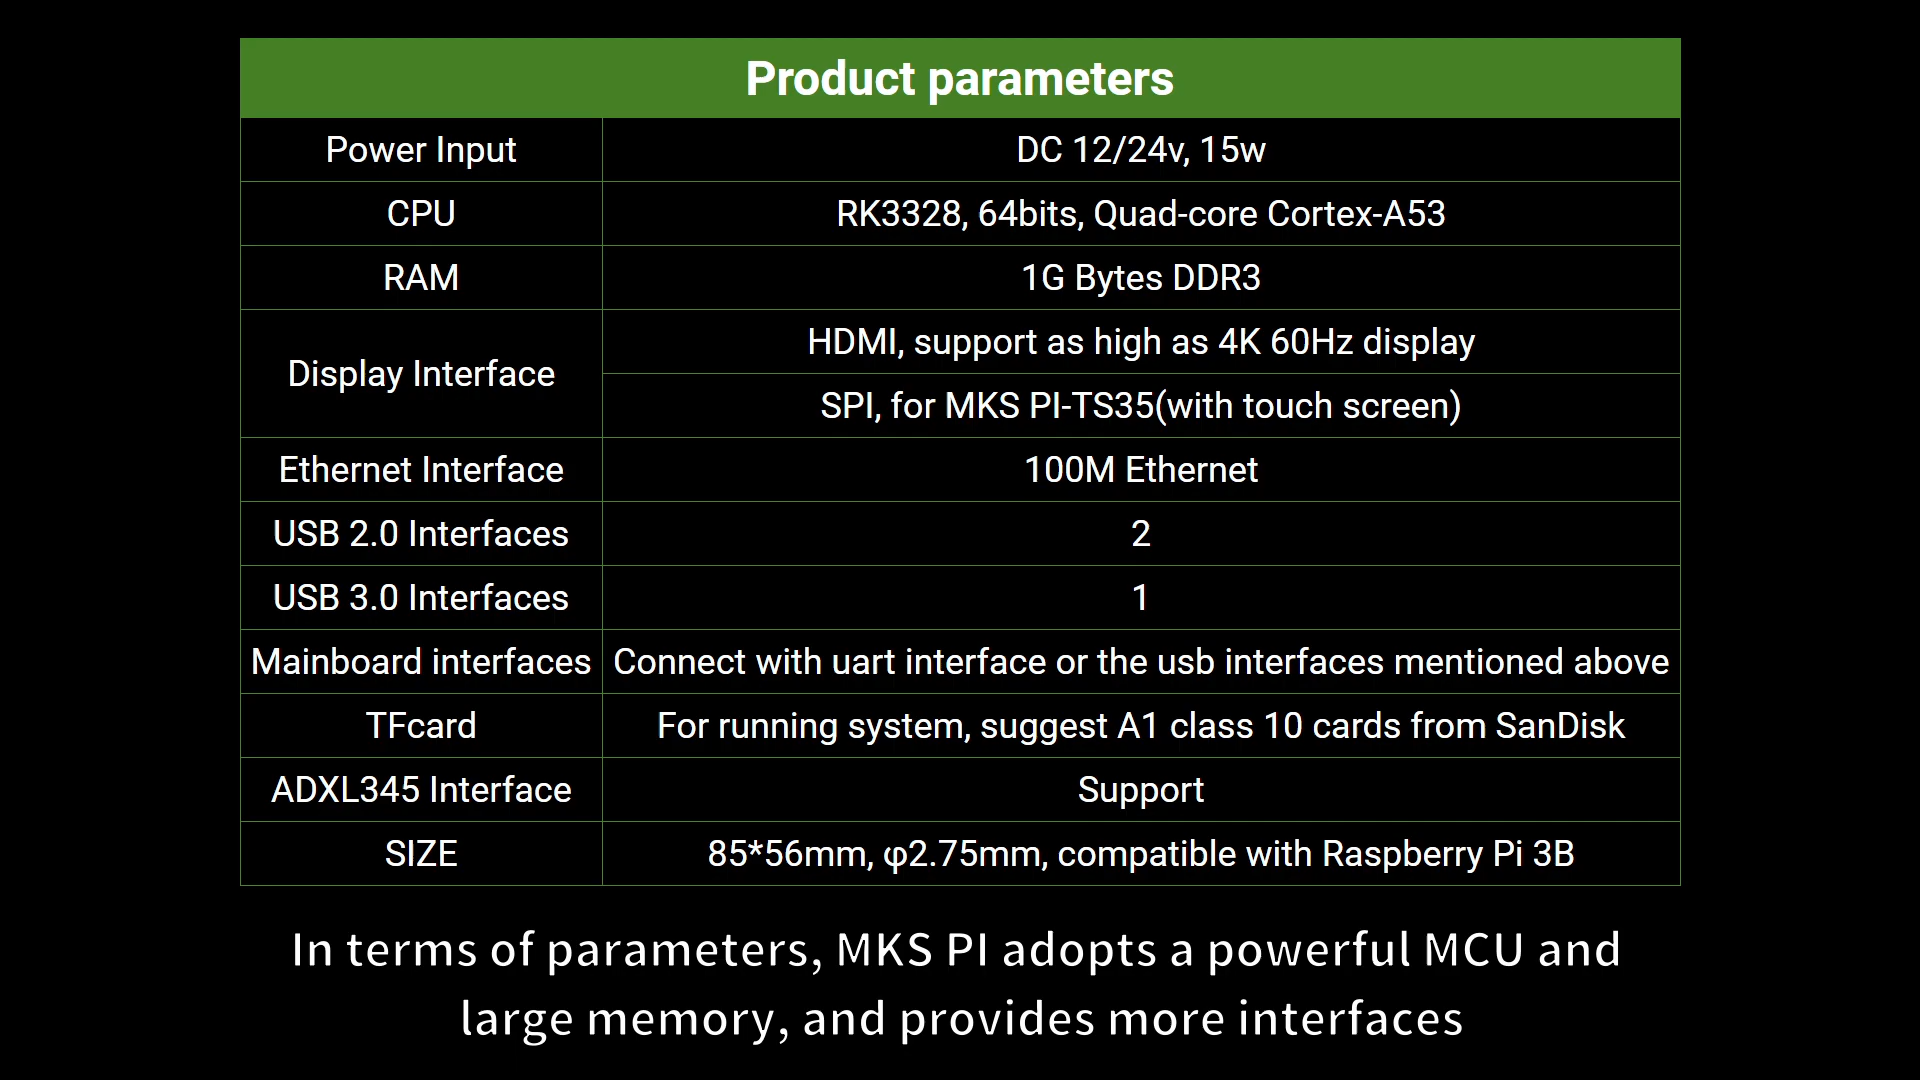 Product parameters
Power Input
DC 12/24v, 15w
CPU
RK3328, 64bits, Quad-core Cortex-A53
RAM
1G Bytes DDR3
Display Interface
HDMI, support as high as 4K 60Hz display
SPI, for MKS PI-TS35(with touch screen)
Ethernet Interface
100M Ethernet
USB 2.0 Interfaces
2
USB 3.0 Interfaces
1
Mainboard interfaces
Connect with uart interface or the usb interfaces mentioned above
TFcard
For running system, suggest A1 class 10 cards from SanDisk
ADXL345 Interface
Support
SIZE
85*56mm, φ2.75mm, compatible with Raspberry Pi 3B
In terms of parameters, MKS PI adopts a powerful MCU and
large memory, and provides more interfaces